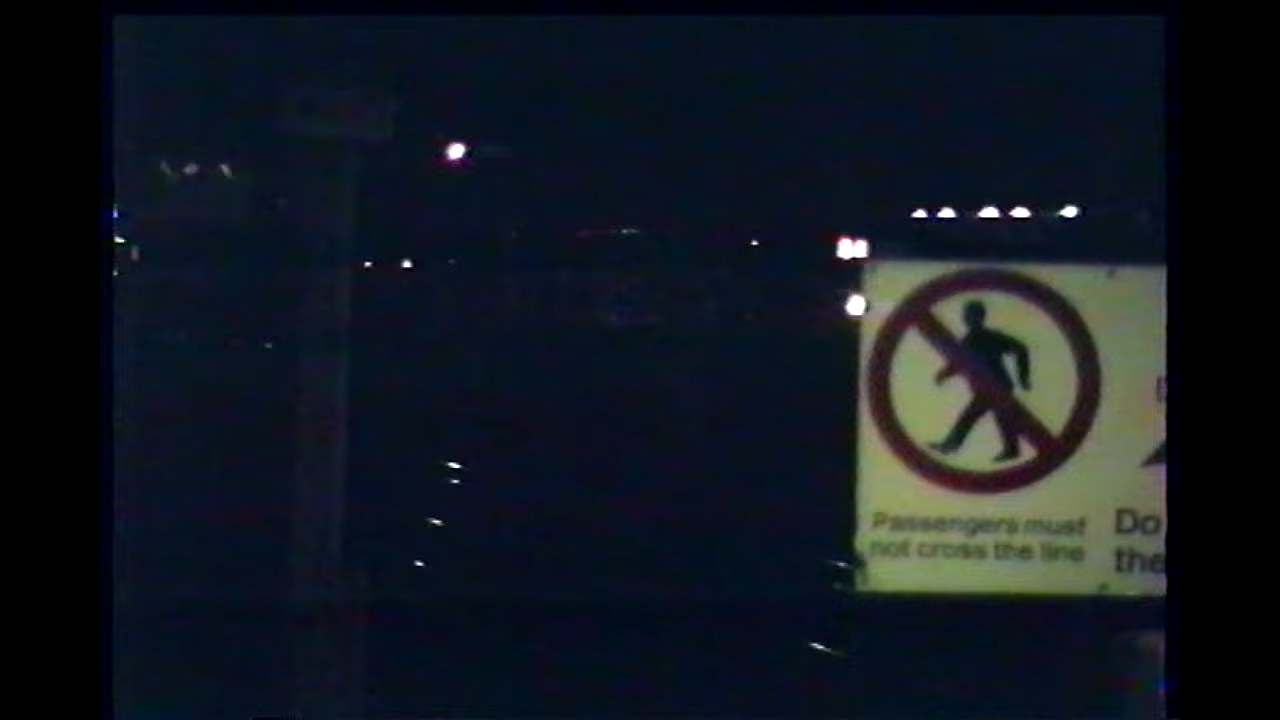 Passengers must
not cross the line
Do
the